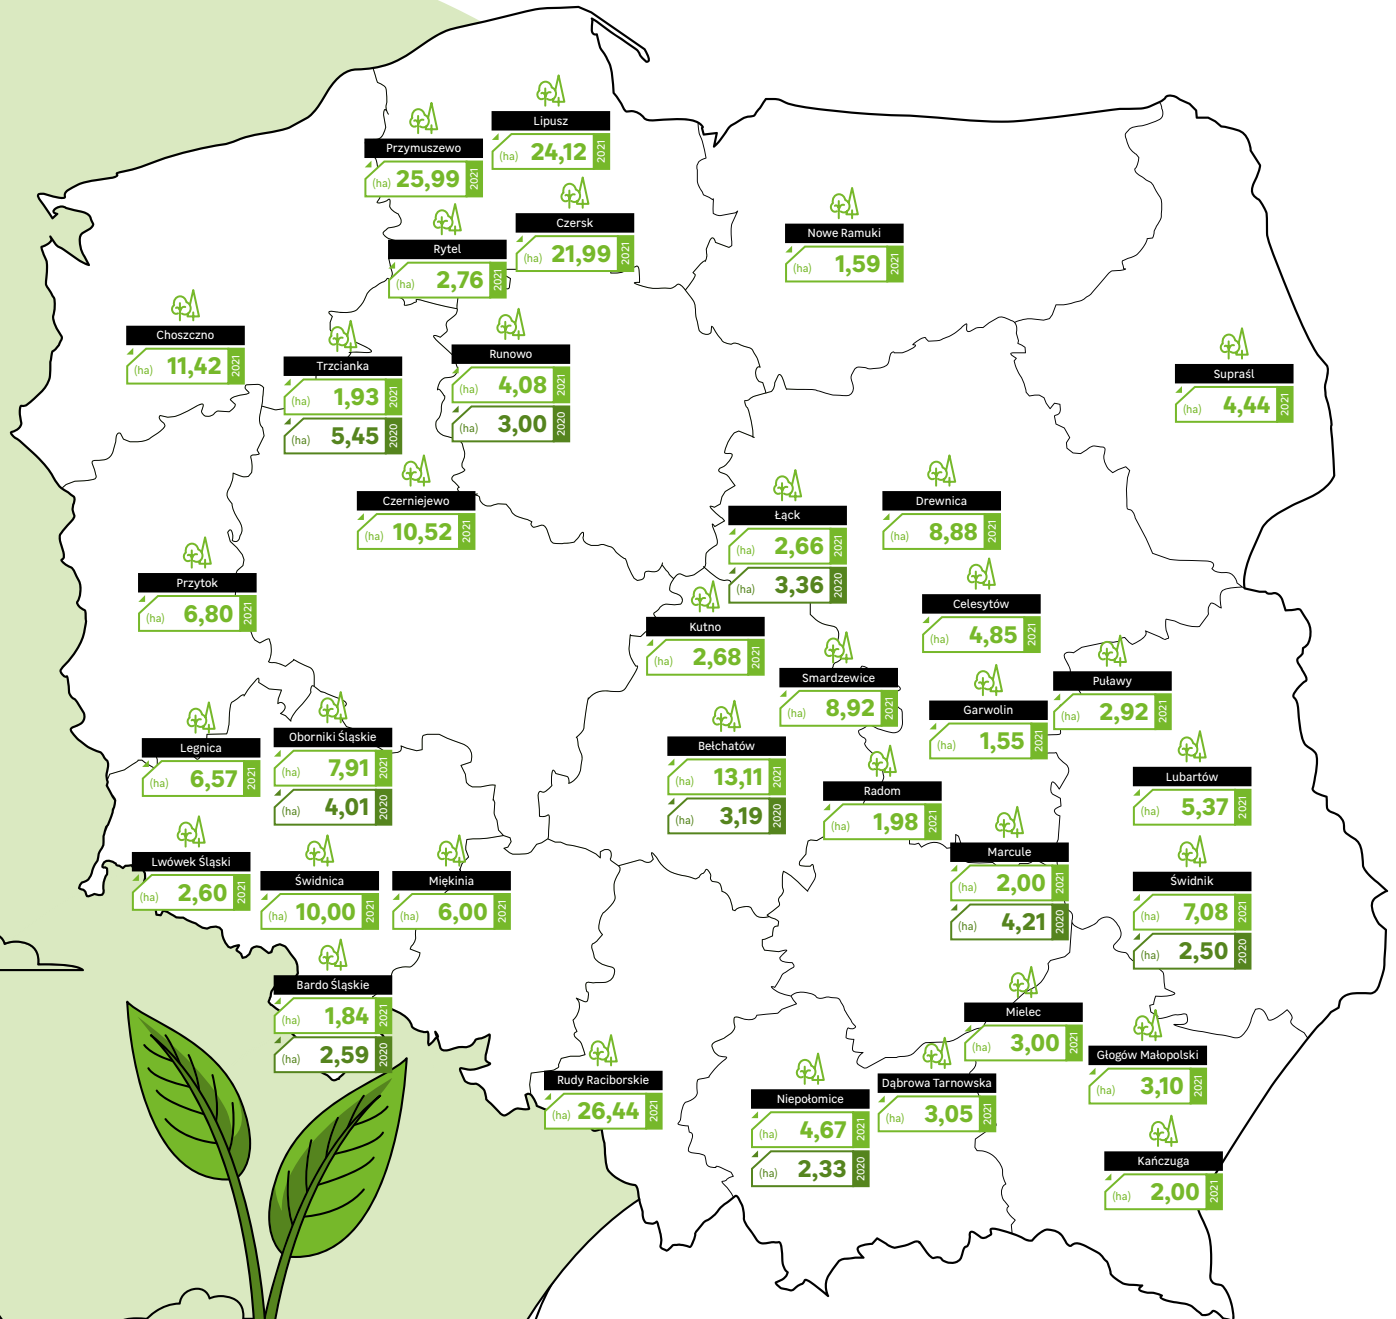 Lipusz
(ha) 24,12 2021
Przymuszewo
(ha) 25,99 2021
Czersk
(ha) 21,99 2021
Rytel
(ha) 2,76 2021
Nowe Ramuki
(ha) 1,59 2021
Choszczno
(ha) 11,42 2021
Trzcianka
(ha) 1,93 2021
(ha) 5,45 2020
Runowo
(ha) 4,08 2021
(ha) 3,00 2020
Supraśl
(ha) 4,44 2021
Czerniejewo
(ha) 10,52 2021
Łąck
(ha) 2,66 2021
(ha) 3,36 2020
Drewnica
(ha) 8,88 2021
Przytok
(ha) 6,80 2021
Celesytów
(ha) 4,85 2021
Kutno
(ha) 2,68 2021
Smardzewice
(ha) 8,92 2021
Puławy
(ha) 2,92 2021
Garwolin
(ha) 1,55 2021
Legnica
(ha) 6,57 2021
Oborniki Śląskie
(ha) 7,91 2021
(ha) 4,01 2020
Bełchatów
(ha) 13,11 2021
(ha) 3,19 2020
Radom
(ha) 1,98 2021
Lubartów
(ha) 5,37 2021
Lwówek Śląski
(ha) 2,60 2021
Świdnica
(ha) 10,00 2021
Miękinia
(ha) 6,00 2021
Marcule
(ha) 2,00 2021
(ha) 4,21 2020
Świdnik
(ha) 7,08 2021
(ha) 2,50 2020
Bardo Śląskie
(ha) 1,84 2021
(ha) 2,59 2020
Mielec
(ha) 3,00 2021
Głogów Małopolski
(ha) 3,10 2021
Rudy Raciborskie
(ha) 26,44 2021
Niepołomice
(ha) 4,67 2021
(ha) 2,33 2020
Dąbrowa Tarnowska
(ha) 3,05 2021
Kańczuga
(ha) 2,00 2021